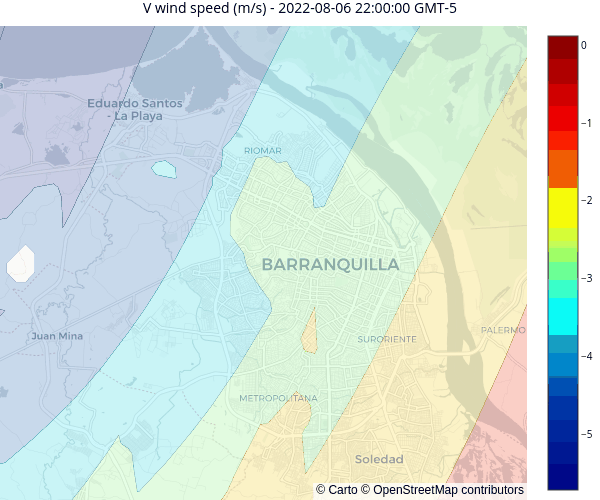 V wind speed (m/s) - 2022-08-06 22:00:00 GMT-5
0
Eduardo Santos
- La Playa
−1
RIOMAR
−2
BARRANQUILLA
−3
Juan Mina
SURORIENTE
PALERMO
−4
METROPOLITANA
−5
Soledad
© Carto © OpenStreetMap contributors